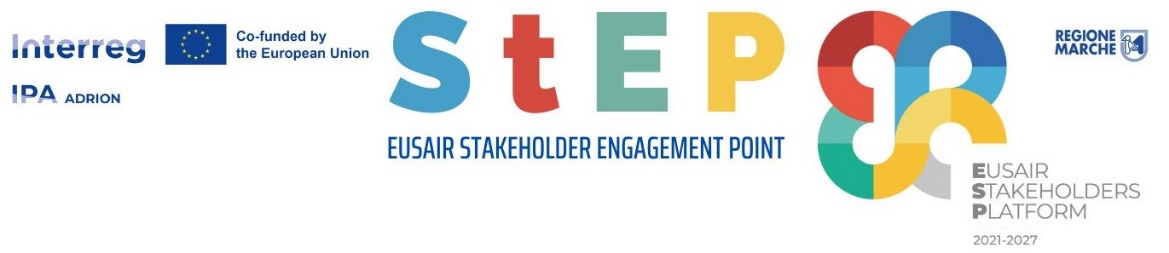 Interreg
Co-funded by
the European Union
IPA ADRION
StEP
EUSAIR STAKEHOLDER ENGAGEMENT POINT
EUSAIR
STAKEHOLDERS
PLATFORM
2021-2027
REGIONE
MARCHE